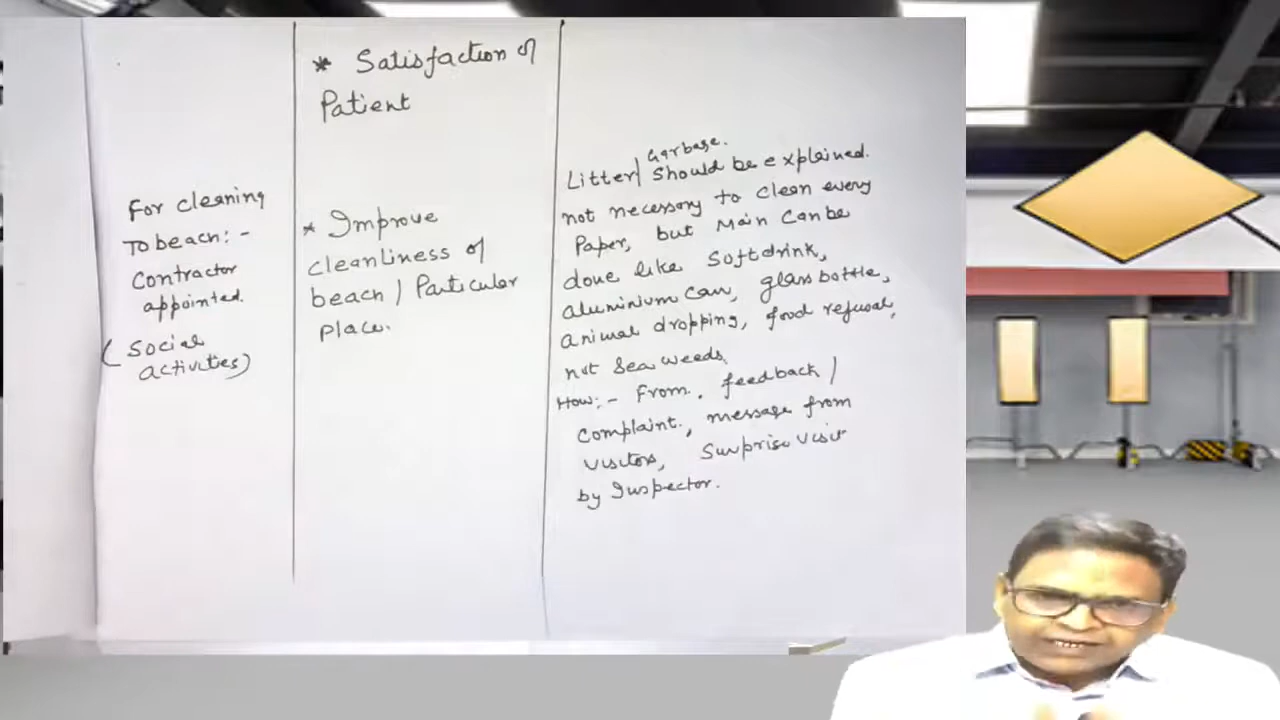 For cleaning
To beach:-
Contractor
appointed.
(Social
activities)
* Satisfaction of
Patient
* Improve
cleanliness of
beach / Particular
place.
Garbage.
Litter/ should be explained.
not necessary to clean every
Paper, but Main Can be
done like Softdrink,
aluminium can, glass bottle,
animal dropping, food refusal,
not Sea weeds.
How:- From. feedback /
Complaint, message from
visitors, Surprise visit
by Inspector.